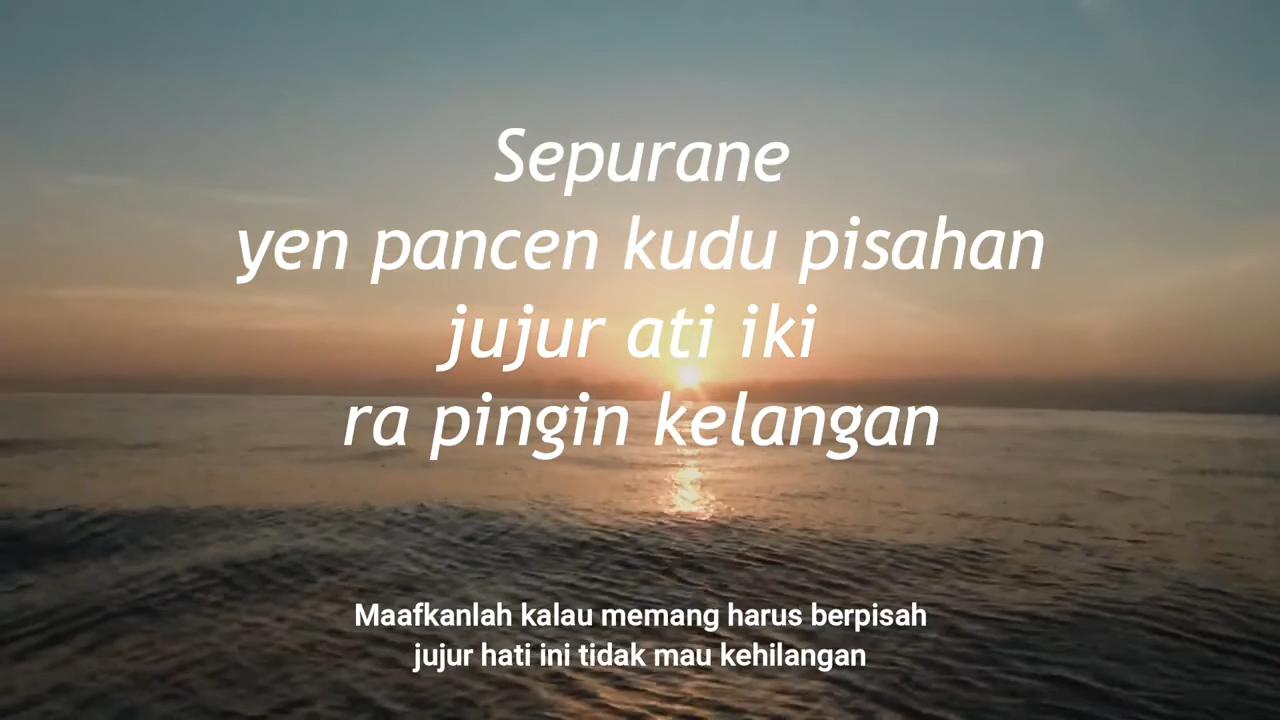 Sepurane
yen pancen kudu pisahan
jujur ati iki
ra pingin kelangan
Maafkanlah kalau memang harus berpisah
jujur hati ini tidak mau kehilangan